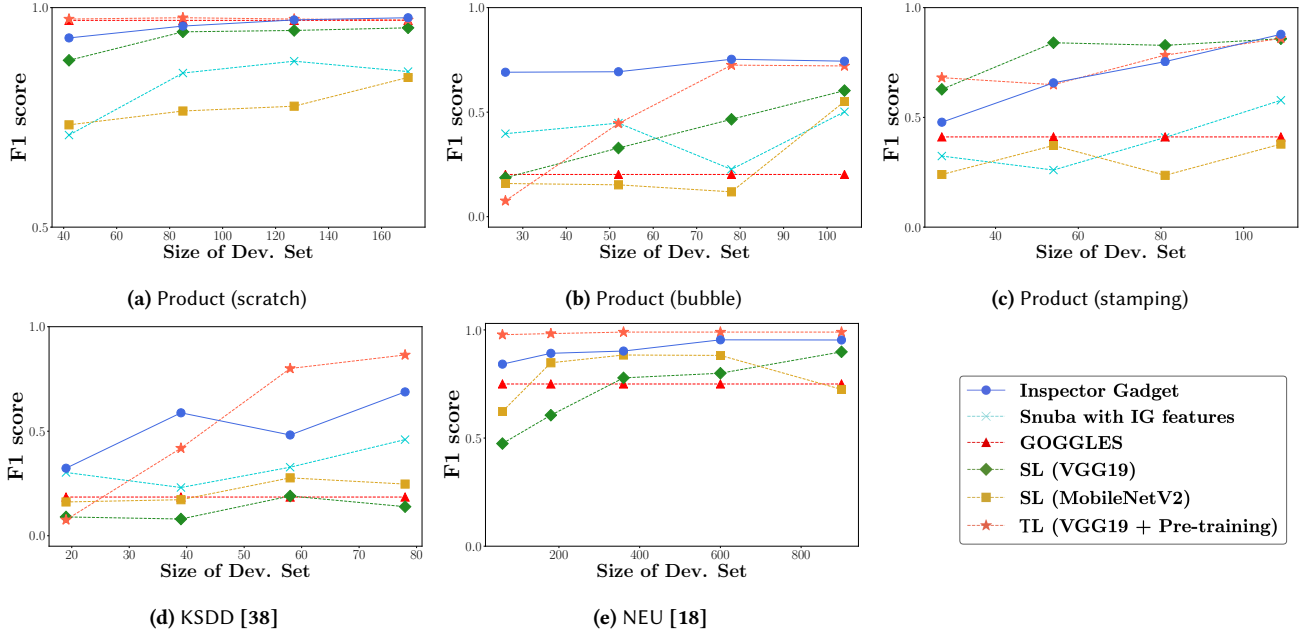 1.0
0.5
F1 score
40 60 80 100 120 140 160
Size of Dev. Set
(a) Product (scratch)
1.0
0.5
0.0
F1 score
30 40 50 60 70 80 90 100
Size of Dev. Set
(b) Product (bubble)
1.0
0.5
0.0
F1 score
40 60 80 100
Size of Dev. Set
(c) Product (stamping)
1.0
0.5
0.0
F1 score
20 30 40 50 60 70 80
Size of Dev. Set
(d) KSDD [38]
1.0
0.5
0.0
F1 score
200 400 600 800
Size of Dev. Set
(e) NEU [18]
Inspector Gadget
Snuba with IG features
GOGGLES
SL (VGG19)
SL (MobileNetV2)
TL (VGG19 + Pre-training)